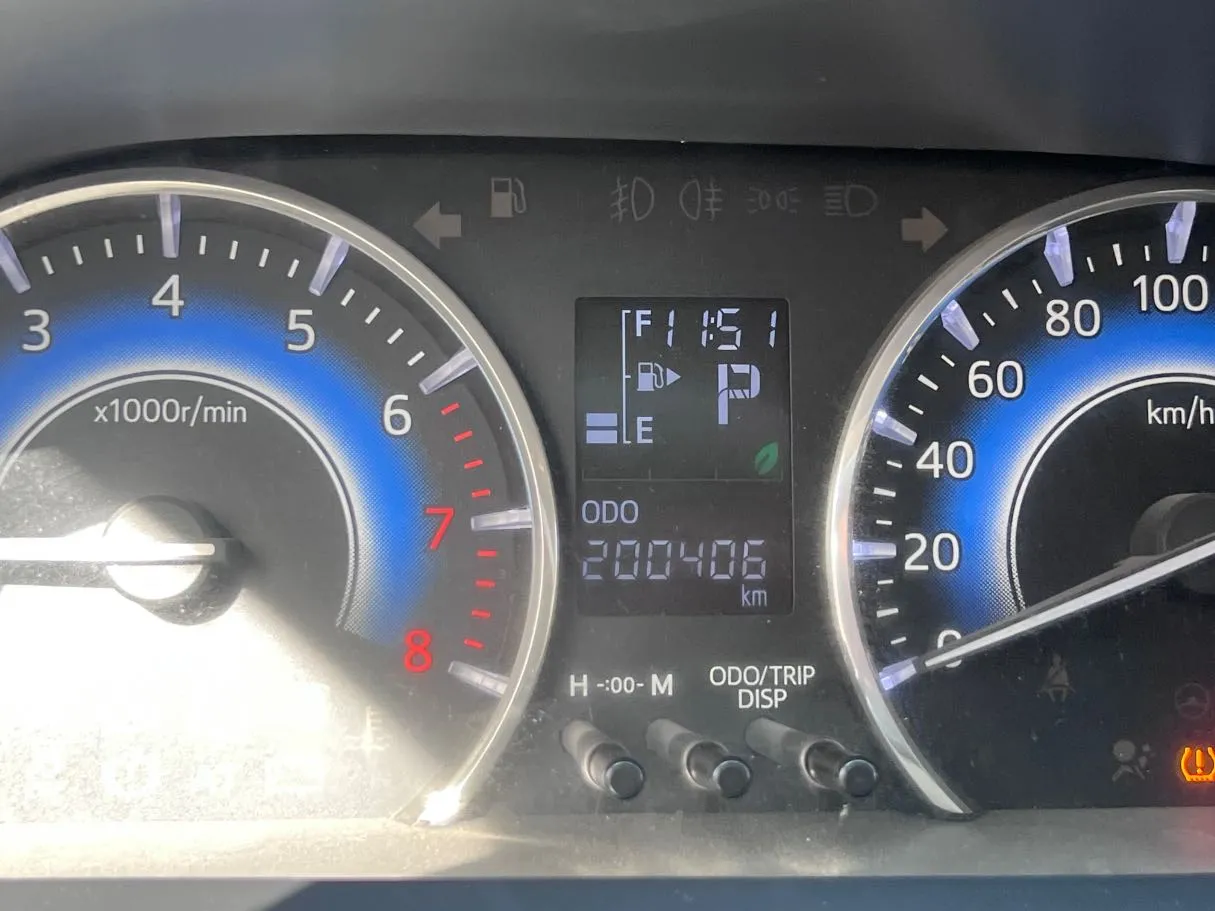 3 4 5 6 7 8
x1000r/min
F 11:51
P
E
ODO
200406
km
H -:00- M
ODO/TRIP
DISP
0 20 40 60 80 100
km/h